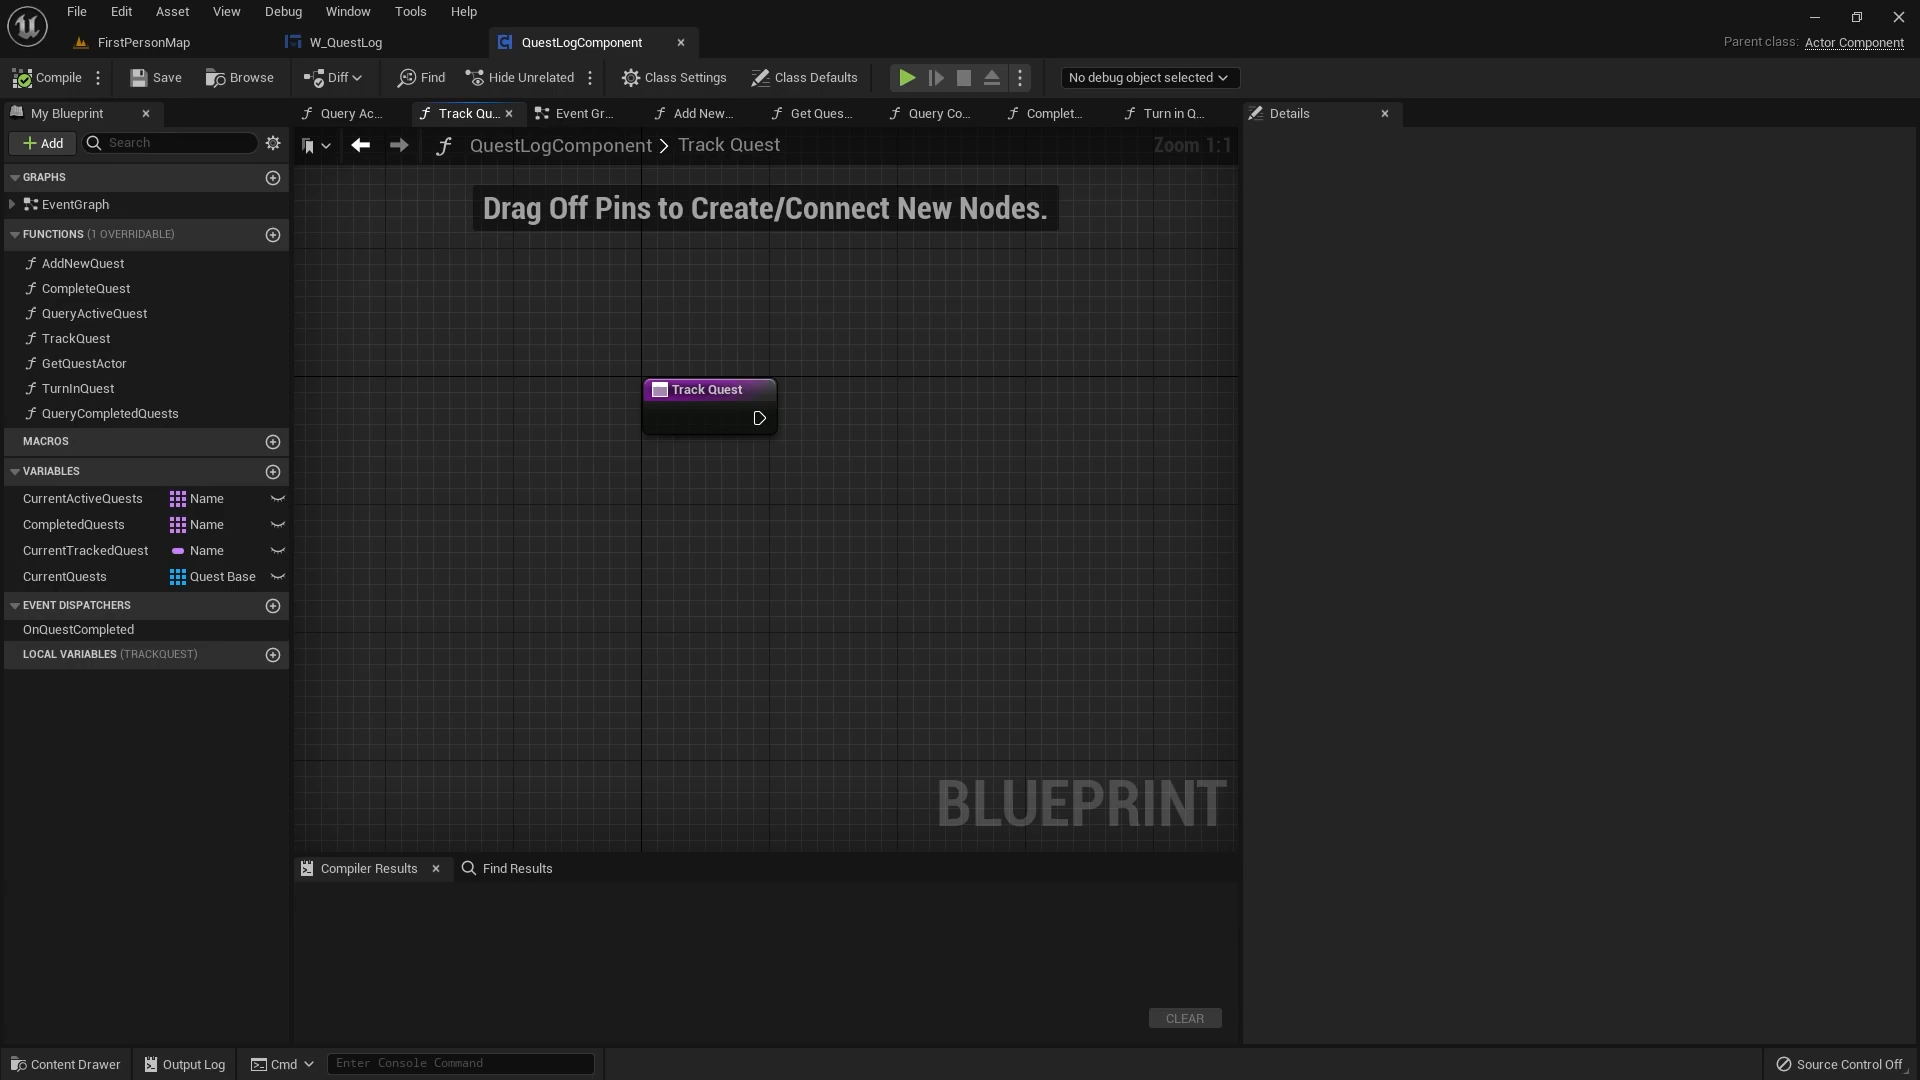 File Edit Asset View Debug Window Tools Help
FirstPersonMap W_QuestLog QuestLogComponent Parent class: Actor Component
Compile Save Browse Diff Find Hide Unrelated Class Settings Class Defaults No debug object selected
My Blueprint Query Ac... Track Qu... Event Gr... Add New... Get Ques... Query Co... Complet... Turn in Q... Details
Add Search QuestLogComponent > Track Quest Zoom 1:1
GRAPHS
EventGraph
Drag Off Pins to Create/Connect New Nodes.
FUNCTIONS (1 OVERRIDABLE)
AddNewQuest
CompleteQuest
QueryActiveQuest
TrackQuest
GetQuestActor
TurnInQuest
QueryCompletedQuests
Track Quest
MACROS
VARIABLES
CurrentActiveQuests Name
CompletedQuests Name
CurrentTrackedQuest Name
CurrentQuests Quest Base
EVENT DISPATCHERS
OnQuestCompleted
LOCAL VARIABLES (TRACKQUEST)
BLUEPRINT
Compiler Results Find Results
CLEAR
Content Drawer Output Log Cmd Enter Console Command Source Control Off